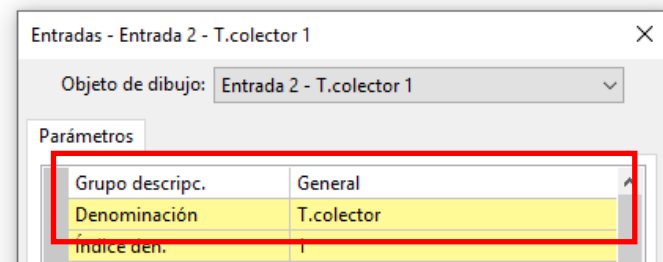 Entradas - Entrada 2 - T.colector 1
Objeto de dibujo: Entrada 2 - T.colector 1
Parámetros
Grupo descripc. General
Denominación T.colector
Índice den. 1